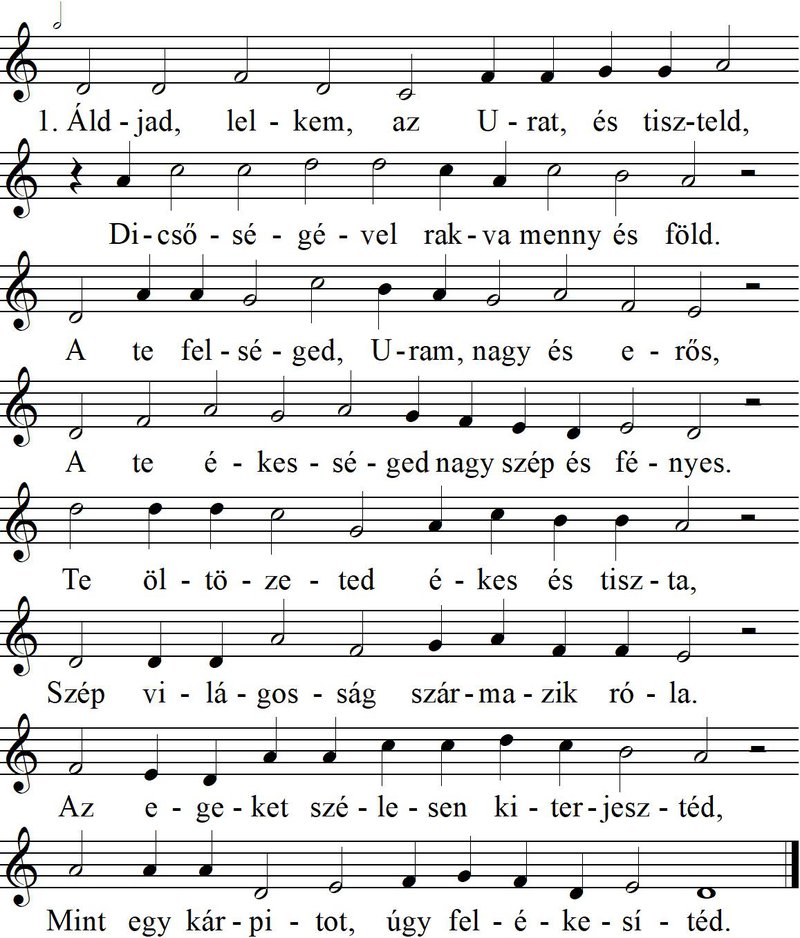 1. Áld - jad, lel - kem, az U - rat, és tisz-teld,
Di - cső - sé - gé - vel rak - va menny és föld.
A te fel - sé - ged, U - ram, nagy és e - rős,
A te é - kes - sé - ged nagy szép és fé - nyes.
Te öl - tö - ze - ted é - kes és tisz - ta,
Szép vi - lá - gos - ság szár - ma - zik ró - la.
Az e - ge - ket szé - le - sen ki - ter - jesz - téd,
Mint egy kár - pi - tot, úgy fel - é - ke - sí - téd.